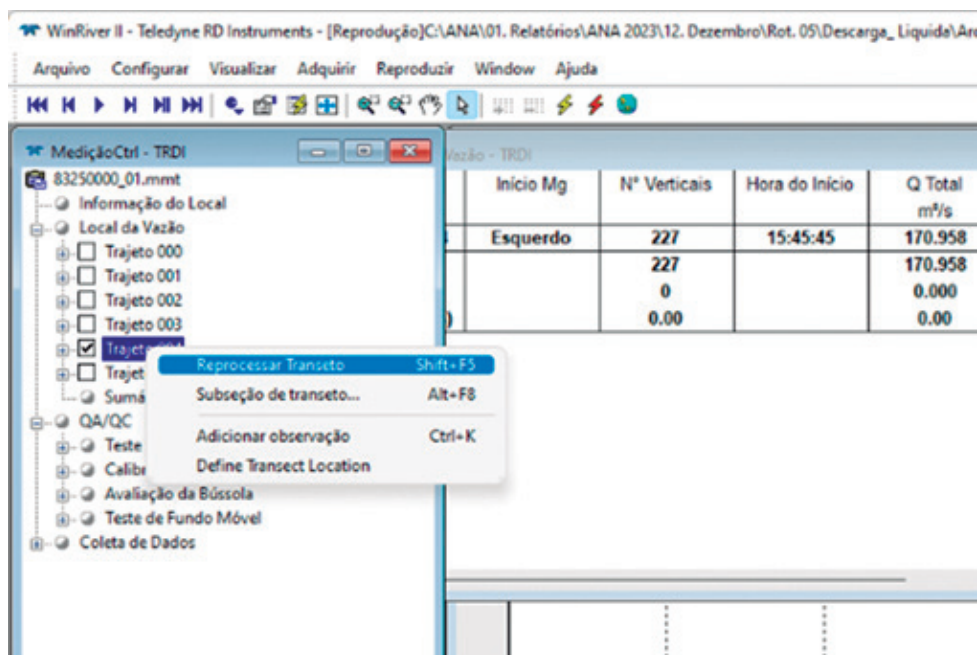 WinRiver II - Teledyne RD Instruments - [Reprodução]C:\ANA\01. Relatórios\ANA 2023\12. Dezembro\Rot. 05\Descarga_ Liquida\Arq
Arquivo Configurar Visualizar Adquirir Reproduzir Window Ajuda
MediçãoCtrl - TRDI
Vazão - TRDI
83250000_01.mmt
Informação do Local
Local da Vazão
Trajeto 000
Trajeto 001
Trajeto 002
Trajeto 003
Trajet
Trajet
Sumá
QA/QC
Teste
Calibr
Avaliação da Bússola
Teste de Fundo Móvel
Coleta de Dados
Reprocessar Transeto Shift+F5
Subseção de transeto... Alt+F8
Adicionar observação Ctrl+K
Define Transect Location
Início Mg N° Verticais Hora do Início Q Total
m³/s
Esquerdo 227 15:45:45 170.958
227 170.958
0 0.000
0.00 0.00